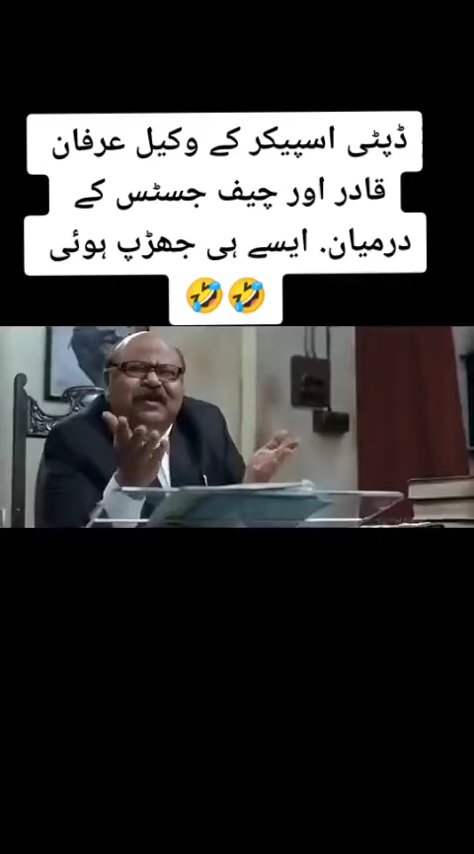 ڈپٹی اسپیکر کے وکیل عرفان
قادر اور چیف جسٹس کے
درمیان. ایسے ہی جھڑپ ہوئی
🤣🤣